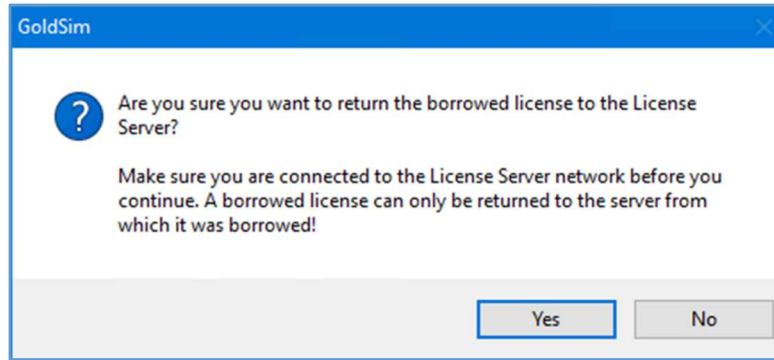 GoldSim
Are you sure you want to return the borrowed license to the License
Server?
Make sure you are connected to the License Server network before you
continue. A borrowed license can only be returned to the server from
which it was borrowed!
Yes
No